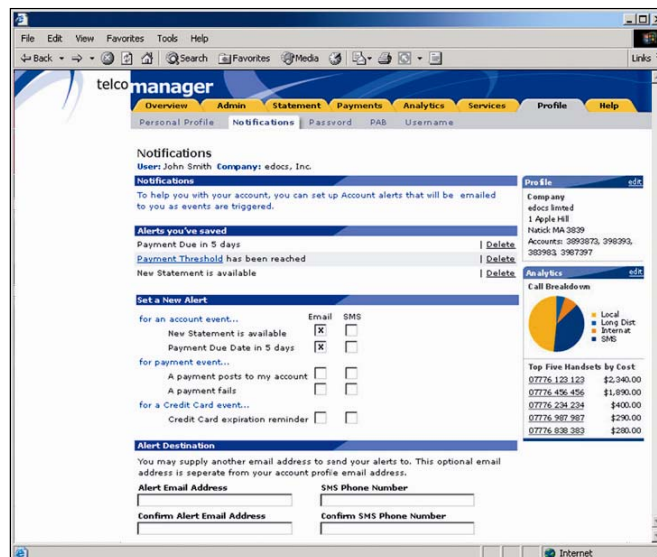 File Edit View Favorites Tools Help
Back Search Favorites Media Links
telcomanager
Overview Admin Statement Payments Analytics Services Profile Help
Personal Profile Notifications Password PAB Username
Notifications
User: John Smith Company: edocs, Inc.
Notifications
To help you with your account, you can set up Account alerts that will be emailed
to you as events are triggered.
Alerts you've saved
Payment Due in 5 days | Delete
Payment Threshold has been reached | Delete
New Statement is available | Delete
Set a New Alert
for an account event... Email SMS
New Statement is available X
Payment Due Date in 5 days X
for payment event...
A payment posts to my account
A payment fails
for a Credit Card event...
Credit Card expiration reminder
Alert Destination
You may supply another email address to send your alerts to. This optional email
address is seperate from your account profile email address.
Alert Email Address SMS Phone Number
Confirm Alert Email Address Confirm SMS Phone Number
Profile edit
Company
edocs limted
1 Apple Hill
Natick MA 3839
Accounts: 3893873, 398393,
383983, 3987397
Analytics edit
Call Breakdown
Local
Long Dist
Internat
SMS
Top Five Handsets by Cost
07776 123 123 $2,340.00
07776 456 456 $1,890.00
07776 234 234 $400.00
07776 987 987 $290.00
07776 838 383 $280.00
Internet